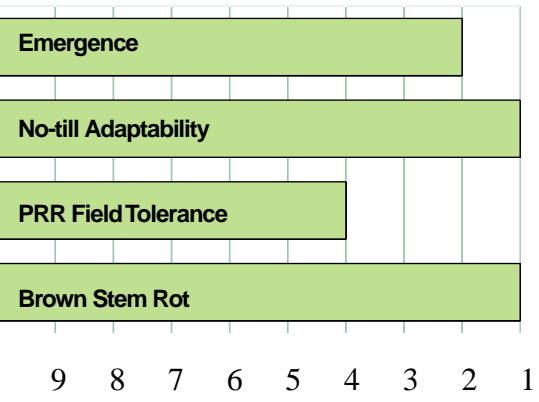 Emergence
No-till Adaptability
PRR Field Tolerance
Brown Stem Rot
9 8 7 6 5 4 3 2 1